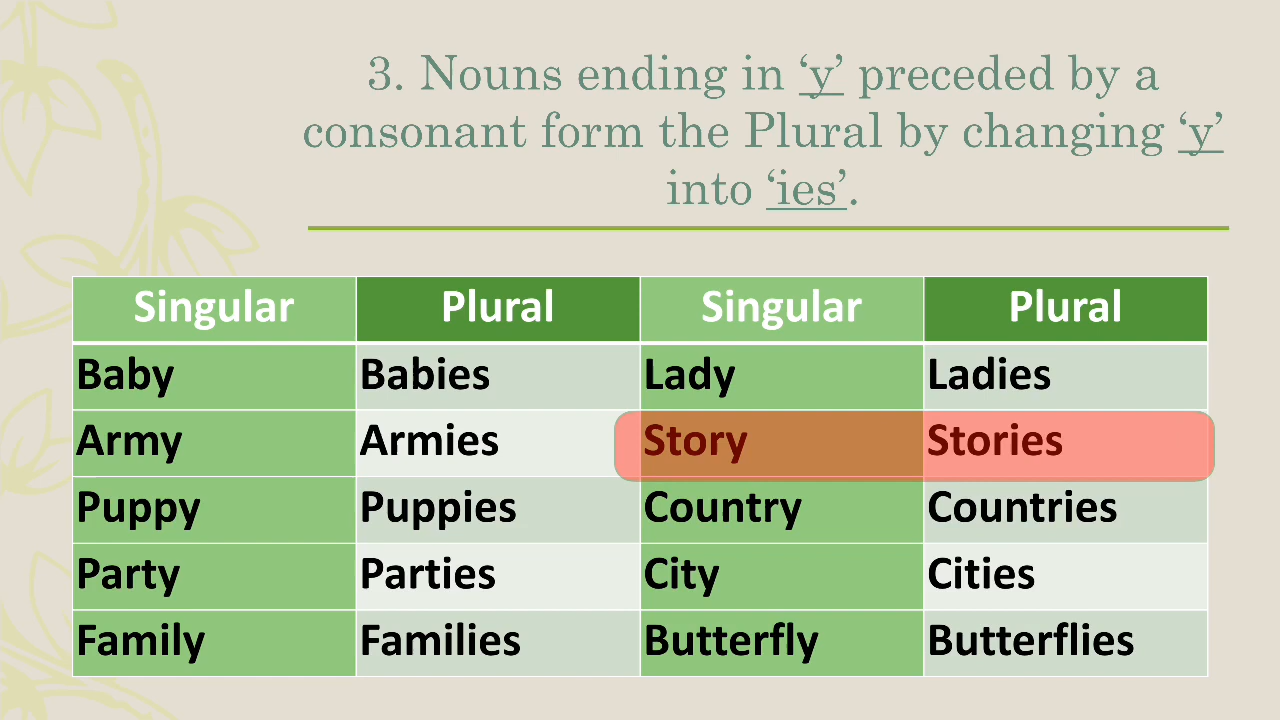 3. Nouns ending in ‘y’ preceded by a
consonant form the Plural by changing ‘y’
into ‘ies’.
Singular Plural Singular Plural
Baby Babies Lady Ladies
Army Armies Story Stories
Puppy Puppies Country Countries
Party Parties City Cities
Family Families Butterfly Butterflies